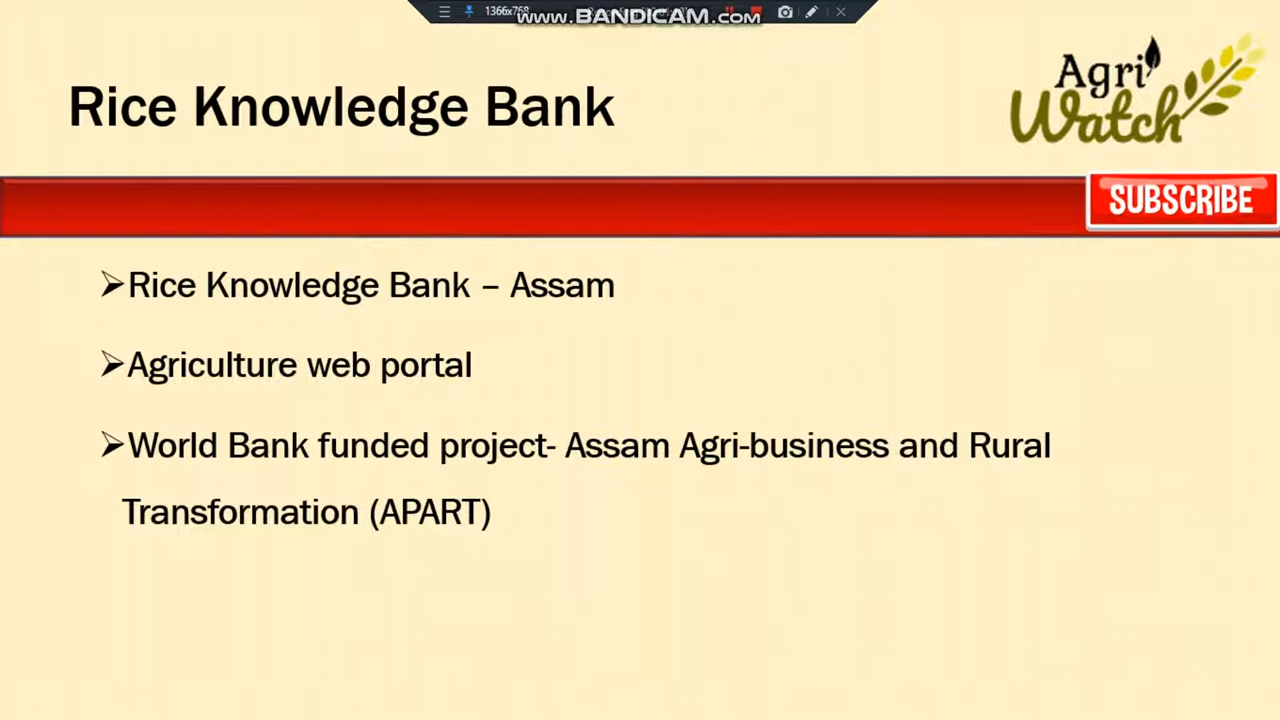 1366x768
www.BANDICAM.com
Rice Knowledge Bank
Agri
Watch
SUBSCRIBE
➢Rice Knowledge Bank – Assam
➢Agriculture web portal
➢World Bank funded project- Assam Agri-business and Rural
Transformation (APART)